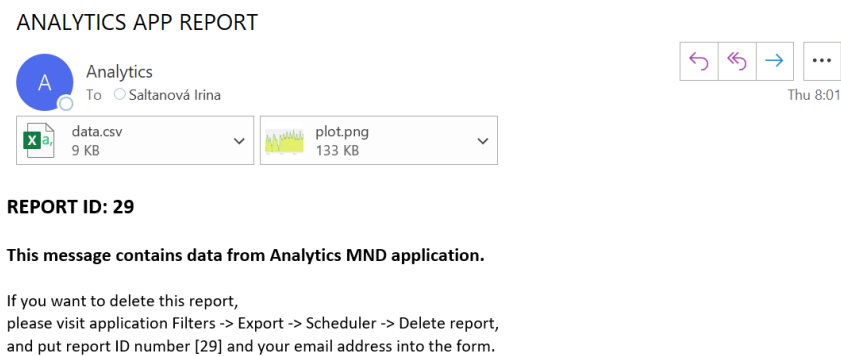 ANALYTICS APP REPORT
A
Analytics
To Saltanová Irina
Thu 8:01
data.csv
9 KB
plot.png
133 KB
REPORT ID: 29
This message contains data from Analytics MND application.
If you want to delete this report,
please visit application Filters -> Export -> Scheduler -> Delete report,
and put report ID number [29] and your email address into the form.